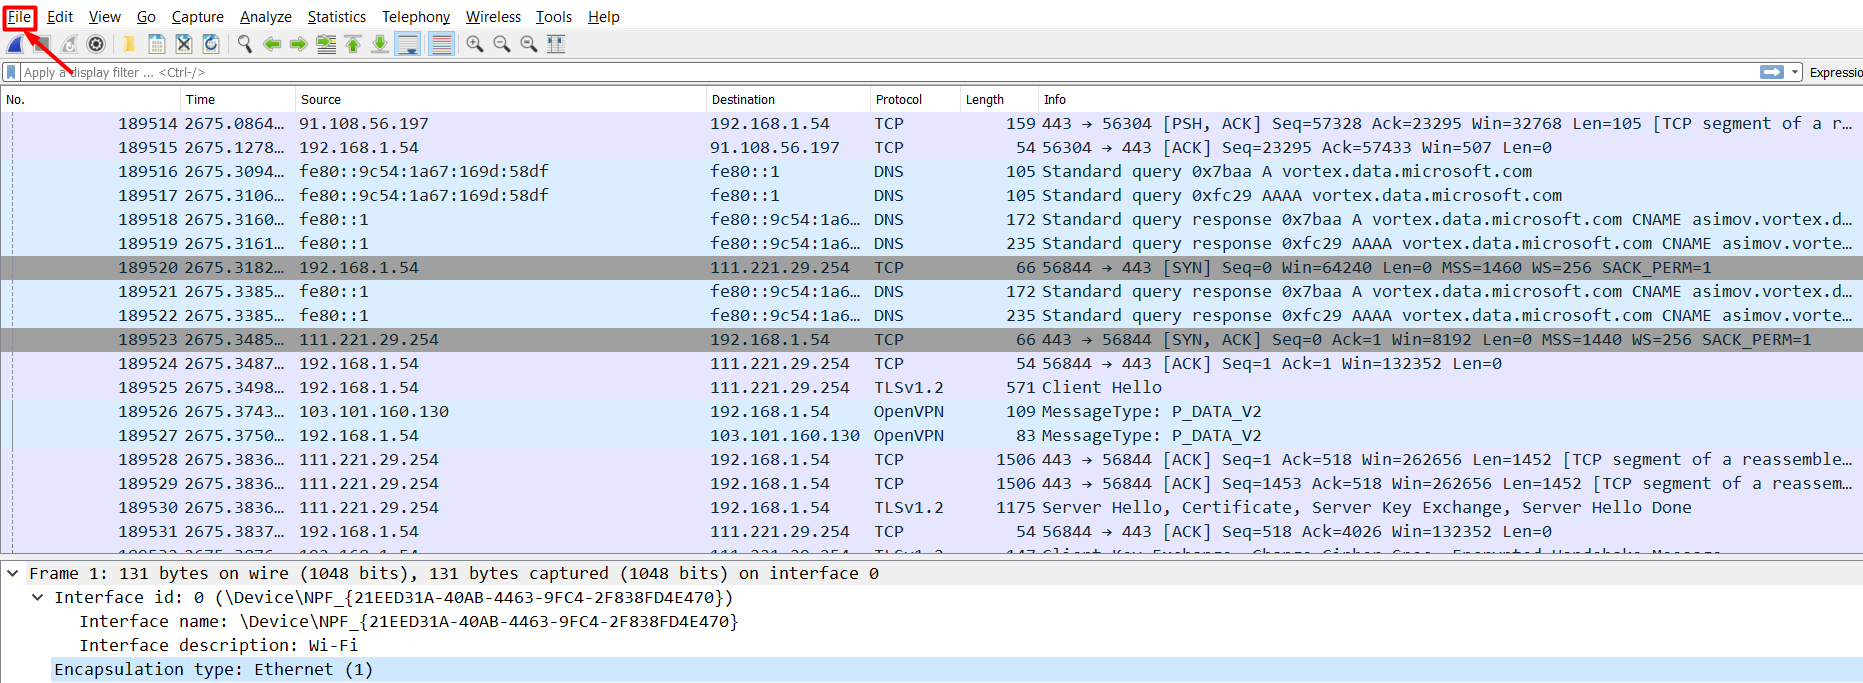 File Edit View Go Capture Analyze Statistics Telephony Wireless Tools Help
Apply a display filter ... <Ctrl-/> Expressio
No. Time Source Destination Protocol Length Info
189514 2675.0864… 91.108.56.197 192.168.1.54 TCP 159 443 → 56304 [PSH, ACK] Seq=57328 Ack=23295 Win=32768 Len=105 [TCP segment of a r…
189515 2675.1278… 192.168.1.54 91.108.56.197 TCP 54 56304 → 443 [ACK] Seq=23295 Ack=57433 Win=507 Len=0
189516 2675.3094… fe80::9c54:1a67:169d:58df fe80::1 DNS 105 Standard query 0x7baa A vortex.data.microsoft.com
189517 2675.3106… fe80::9c54:1a67:169d:58df fe80::1 DNS 105 Standard query 0xfc29 AAAA vortex.data.microsoft.com
189518 2675.3160… fe80::1 fe80::9c54:1a6… DNS 172 Standard query response 0x7baa A vortex.data.microsoft.com CNAME asimov.vortex.d…
189519 2675.3161… fe80::1 fe80::9c54:1a6… DNS 235 Standard query response 0xfc29 AAAA vortex.data.microsoft.com CNAME asimov.vorte…
189520 2675.3182… 192.168.1.54 111.221.29.254 TCP 66 56844 → 443 [SYN] Seq=0 Win=64240 Len=0 MSS=1460 WS=256 SACK_PERM=1
189521 2675.3385… fe80::1 fe80::9c54:1a6… DNS 172 Standard query response 0x7baa A vortex.data.microsoft.com CNAME asimov.vortex.d…
189522 2675.3385… fe80::1 fe80::9c54:1a6… DNS 235 Standard query response 0xfc29 AAAA vortex.data.microsoft.com CNAME asimov.vorte…
189523 2675.3485… 111.221.29.254 192.168.1.54 TCP 66 443 → 56844 [SYN, ACK] Seq=0 Ack=1 Win=8192 Len=0 MSS=1440 WS=256 SACK_PERM=1
189524 2675.3487… 192.168.1.54 111.221.29.254 TCP 54 56844 → 443 [ACK] Seq=1 Ack=1 Win=132352 Len=0
189525 2675.3498… 192.168.1.54 111.221.29.254 TLSv1.2 571 Client Hello
189526 2675.3743… 103.101.160.130 192.168.1.54 OpenVPN 109 MessageType: P_DATA_V2
189527 2675.3750… 192.168.1.54 103.101.160.130 OpenVPN 83 MessageType: P_DATA_V2
189528 2675.3836… 111.221.29.254 192.168.1.54 TCP 1506 443 → 56844 [ACK] Seq=1 Ack=518 Win=262656 Len=1452 [TCP segment of a reassemble…
189529 2675.3836… 111.221.29.254 192.168.1.54 TCP 1506 443 → 56844 [ACK] Seq=1453 Ack=518 Win=262656 Len=1452 [TCP segment of a reassem…
189530 2675.3836… 111.221.29.254 192.168.1.54 TLSv1.2 1175 Server Hello, Certificate, Server Key Exchange, Server Hello Done
189531 2675.3837… 192.168.1.54 111.221.29.254 TCP 54 56844 → 443 [ACK] Seq=518 Ack=4026 Win=132352 Len=0
Frame 1: 131 bytes on wire (1048 bits), 131 bytes captured (1048 bits) on interface 0
Interface id: 0 (\Device\NPF_{21EED31A-40AB-4463-9FC4-2F838FD4E470})
Interface name: \Device\NPF_{21EED31A-40AB-4463-9FC4-2F838FD4E470}
Interface description: Wi-Fi
Encapsulation type: Ethernet (1)